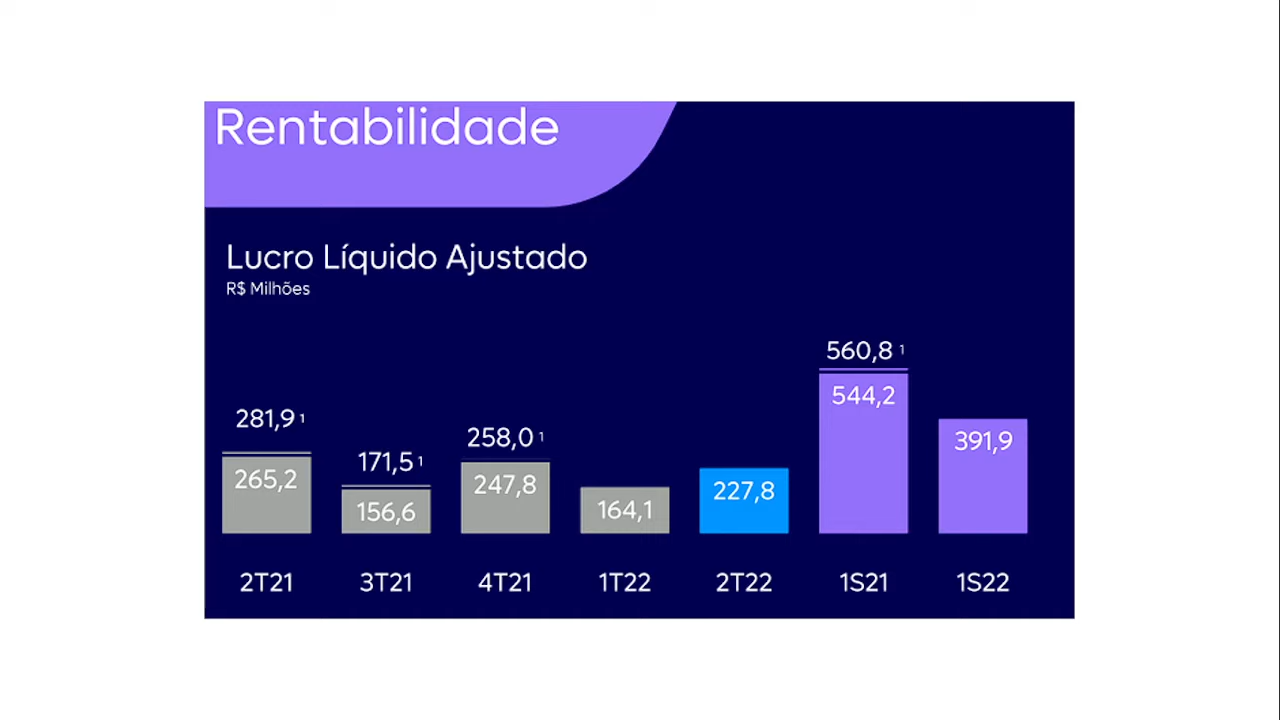 Rentabilidade
Lucro Líquido Ajustado
R$ Milhões
281,9 ¹
265,2
171,5 ¹
156,6
258,0 ¹
247,8
164,1
227,8
560,8 ¹
544,2
391,9
2T21 3T21 4T21 1T22 2T22 1S21 1S22